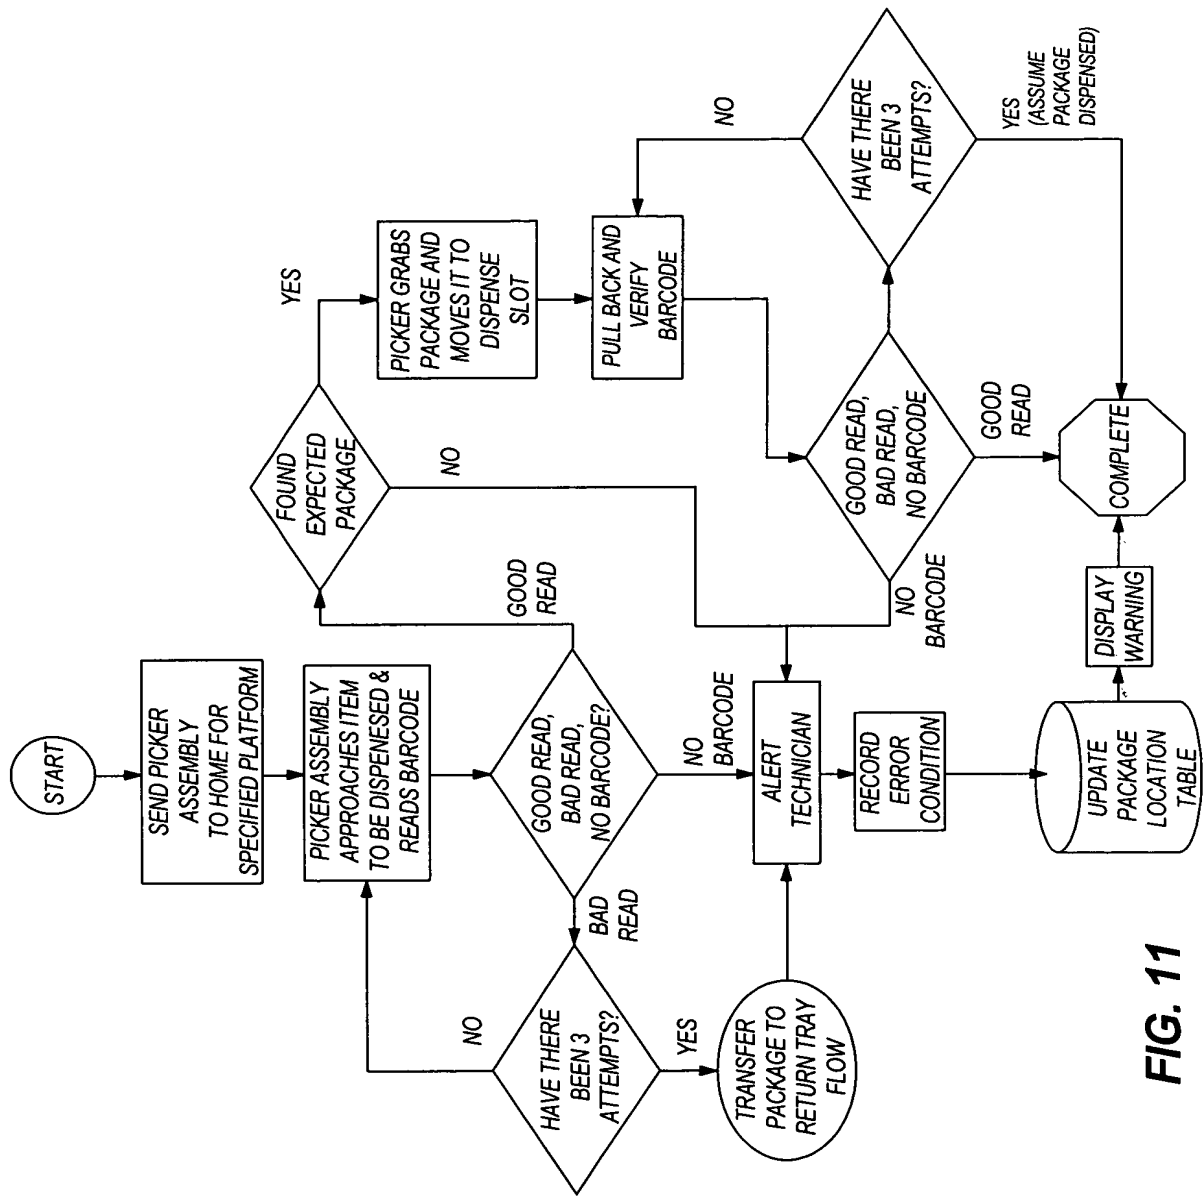 START
SEND PICKER
ASSEMBLY
TO HOME FOR
SPECIFIED PLATFORM
PICKER ASSEMBLY
APPROACHES ITEM
TO BE DISPENESED &
READS BARCODE
GOOD READ,
BAD READ,
NO BARCODE?
BAD
READ
HAVE THERE
BEEN 3
ATTEMPTS?
NO
YES
TRANSFER
PACKAGE TO
RETURN TRAY
FLOW
NO
BARCODE
ALERT
TECHNICIAN
RECORD
ERROR
CONDITION
UPDATE
PACKAGE
LOCATION
TABLE
DISPLAY
WARNING
COMPLETE
GOOD
READ
FOUND
EXPECTED
PACKAGE
NO
YES
PICKER GRABS
PACKAGE AND
MOVES IT TO
DISPENSE
SLOT
PULL BACK AND
VERIFY
BARCODE
GOOD READ,
BAD READ,
NO BARCODE
NO
BARCODE
GOOD
READ
HAVE THERE
BEEN 3
ATTEMPTS?
NO
YES
(ASSUME
PACKAGE
DISPENSED)
FIG. 11